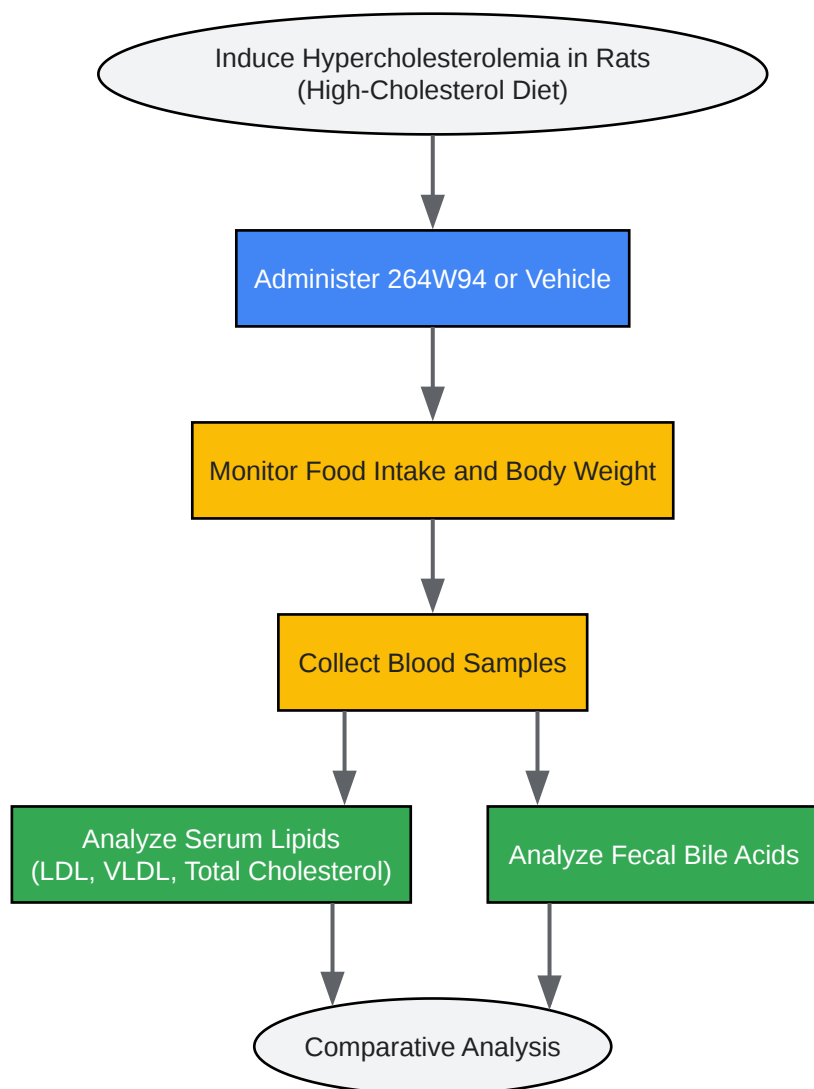 Induce Hypercholesterolemia in Rats
(High-Cholesterol Diet)
Administer 264W94 or Vehicle
Monitor Food Intake and Body Weight
Collect Blood Samples
Analyze Serum Lipids
(LDL, VLDL, Total Cholesterol)
Analyze Fecal Bile Acids
Comparative Analysis